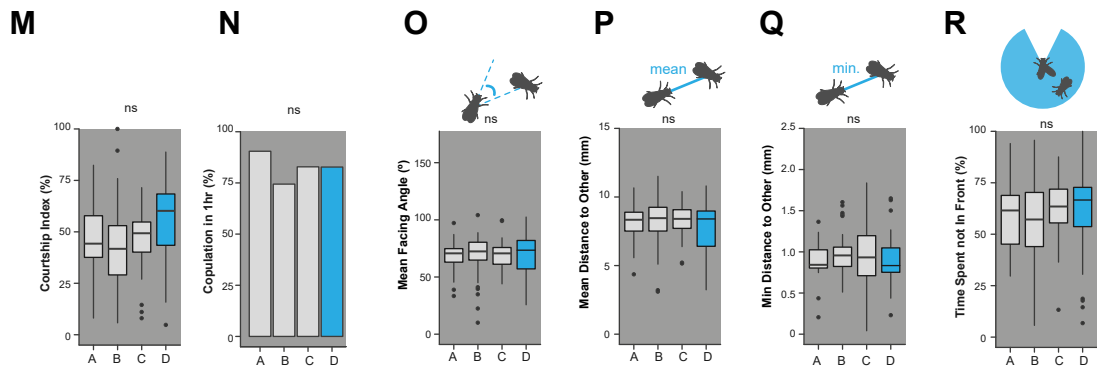 M
N
O
P
Q
R
mean
min.
ns
ns
ns
ns
ns
ns
Courtship Index (%)
100
75
50
25
0
A B C D
Copulation in 1hr (%)
100
75
50
25
0
A B C D
Mean Facing Angle (º)
150
100
50
0
A B C D
Mean Distance to Other (mm)
15
10
5
0
A B C D
Min Distance to Other (mm)
2.5
2.0
1.5
1.0
0.5
0
A B C D
Time Spent not In Front (%)
100
75
50
25
0
A B C D